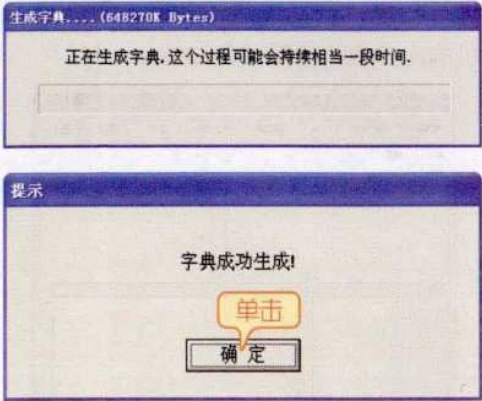 生成字典....(648270K Bytes)
正在生成字典.这个过程可能会持续相当一段时间.
提示
字典成功生成!
单击
确 定